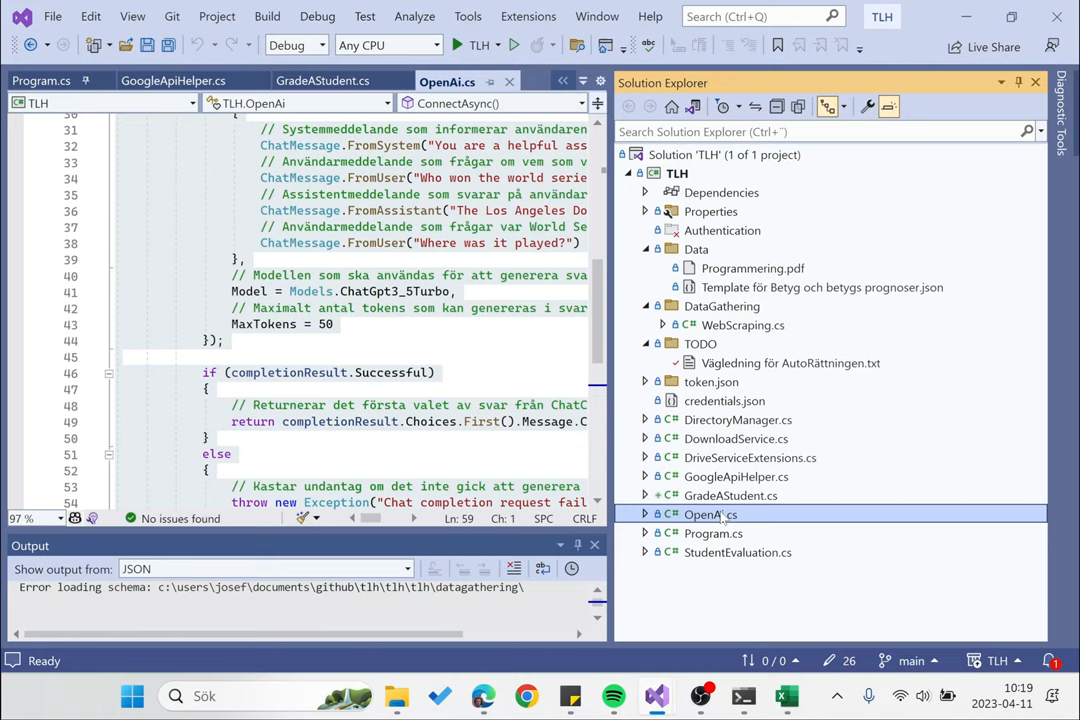 File Edit View Git Project Build Debug Test Analyze Tools Extensions Window Help Search (Ctrl+Q) TLH
Debug Any CPU TLH Live Share
Program.cs GoogleApiHelper.cs GradeAStudent.cs OpenAi.cs
TLH TLH.OpenAi ConnectAsync()
30 {
31 // Systemmeddelande som informerar användaren
32 ChatMessage.FromSystem("You are a helpful ass
33 // Användarmeddelande som frågar om vem som v
34 ChatMessage.FromUser("Who won the world serie
35 // Assistentmeddelande som svarar på användar
36 ChatMessage.FromAssistant("The Los Angeles Do
37 // Användarmeddelande som frågar var World Se
38 ChatMessage.FromUser("Where was it played?")
39 },
40 // Modellen som ska användas för att generera sva
41 Model = Models.ChatGpt3_5Turbo,
42 // Maximalt antal tokens som kan genereras i svar
43 MaxTokens = 50
44 });
45
46 if (completionResult.Successful)
47 {
48 // Returnerar det första valet av svar från ChatC
49 return completionResult.Choices.First().Message.C
50 }
51 else
52 {
53 // Kastar undantag om det inte gick att generera
54 throw new Exception("Chat completion request fail
97 % No issues found Ln: 59 Ch: 1 SPC CRLF
Output
Show output from: JSON
Error loading schema: c:\users\josef\documents\github\tlh\tlh\tlh\datagathering\
Solution Explorer
Search Solution Explorer (Ctrl+¨)
Solution 'TLH' (1 of 1 project)
TLH
Dependencies
Properties
Authentication
Data
Programmering.pdf
Template för Betyg och betygs prognoser.json
DataGathering
C# WebScraping.cs
TODO
Vägledning för AutoRättningen.txt
token.json
credentials.json
C# DirectoryManager.cs
C# DownloadService.cs
C# DriveServiceExtensions.cs
C# GoogleApiHelper.cs
C# GradeAStudent.cs
C# OpenAi.cs
C# Program.cs
C# StudentEvaluation.cs
Diagnostic Tools
Ready 0 / 0 26 main TLH 1
Sök
10:19
2023-04-11